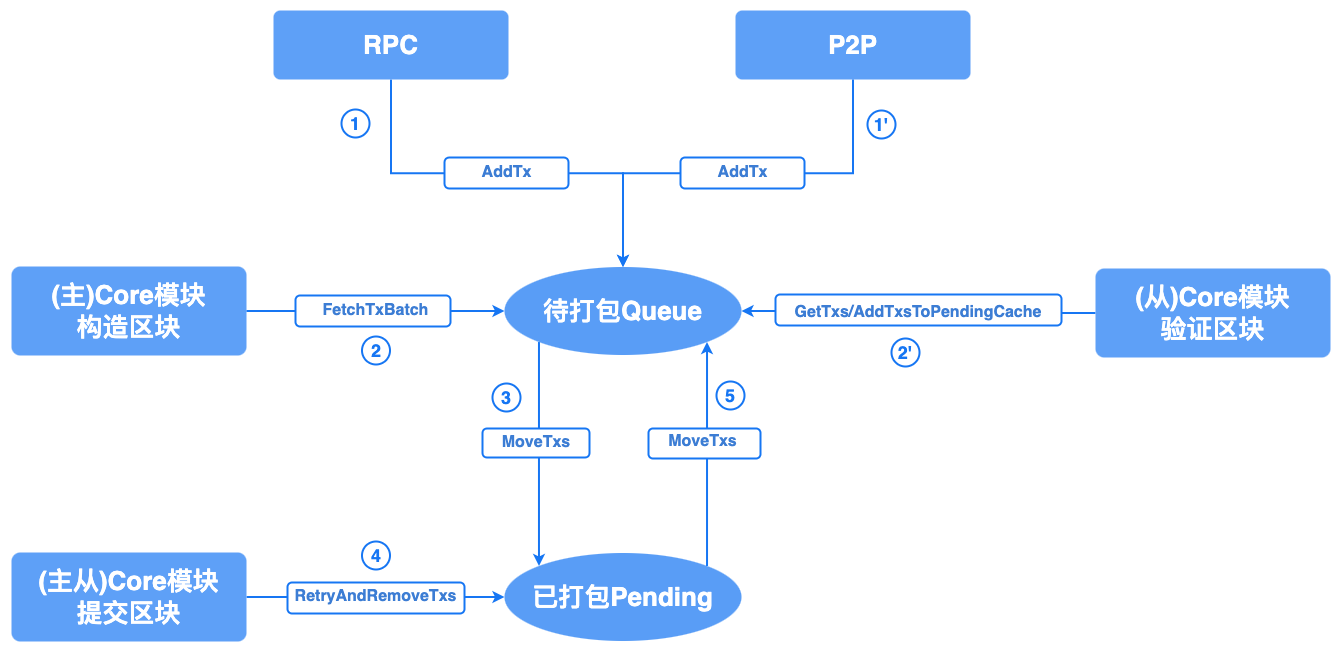 RPC
P2P
1
1'
AddTx
AddTx
(主)Core模块
构造区块
FetchTxBatch
2
待打包Queue
GetTxs/AddTxsToPendingCache
2'
(从)Core模块
验证区块
3
5
MoveTxs
MoveTxs
(主从)Core模块
提交区块
4
RetryAndRemoveTxs
已打包Pending